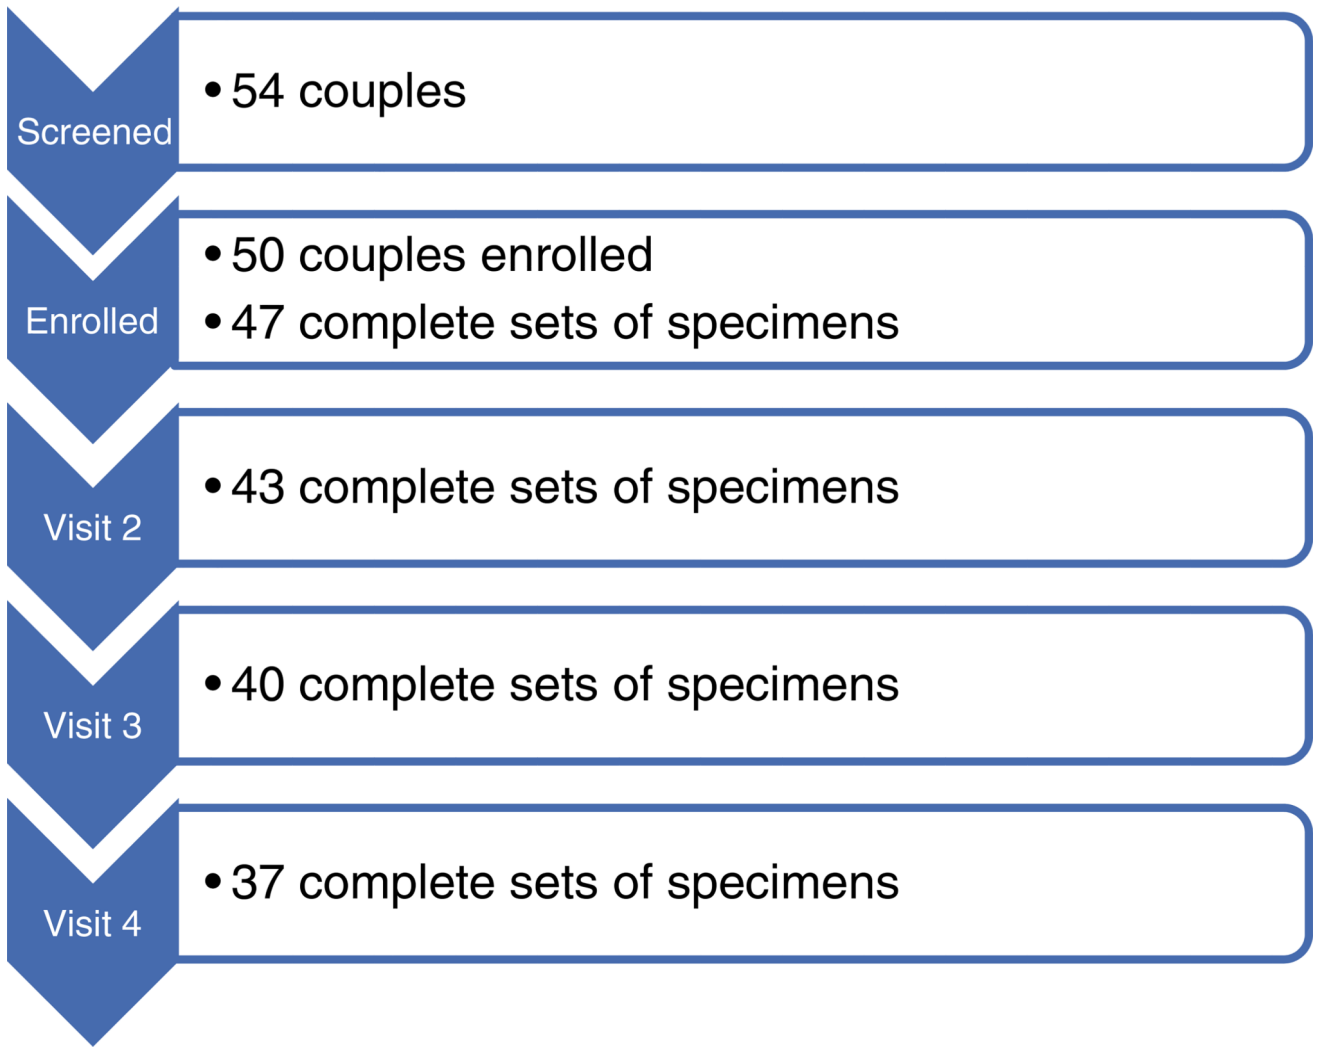 Screened
• 54 couples
Enrolled
• 50 couples enrolled
• 47 complete sets of specimens
Visit 2
• 43 complete sets of specimens
Visit 3
• 40 complete sets of specimens
Visit 4
• 37 complete sets of specimens